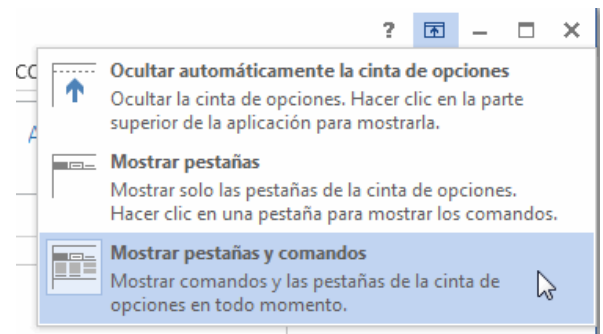 ?
CC
Ocultar automáticamente la cinta de opciones
Ocultar la cinta de opciones. Hacer clic en la parte
superior de la aplicación para mostrarla.
A
Mostrar pestañas
Mostrar solo las pestañas de la cinta de opciones.
Hacer clic en una pestaña para mostrar los comandos.
Mostrar pestañas y comandos
Mostrar comandos y las pestañas de la cinta de
opciones en todo momento.